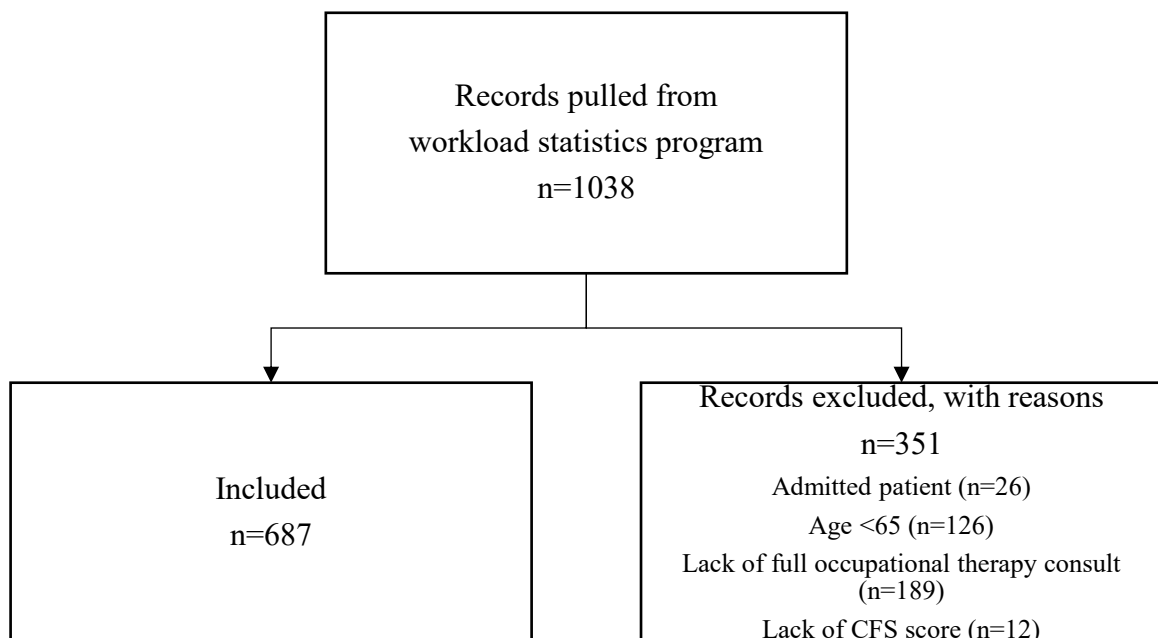 Records pulled from
workload statistics program
n=1038
Included
n=687
Records excluded, with reasons
n=351
Admitted patient (n=26)
Age <65 (n=126)
Lack of full occupational therapy consult
(n=189)
Lack of CFS score (n=12)